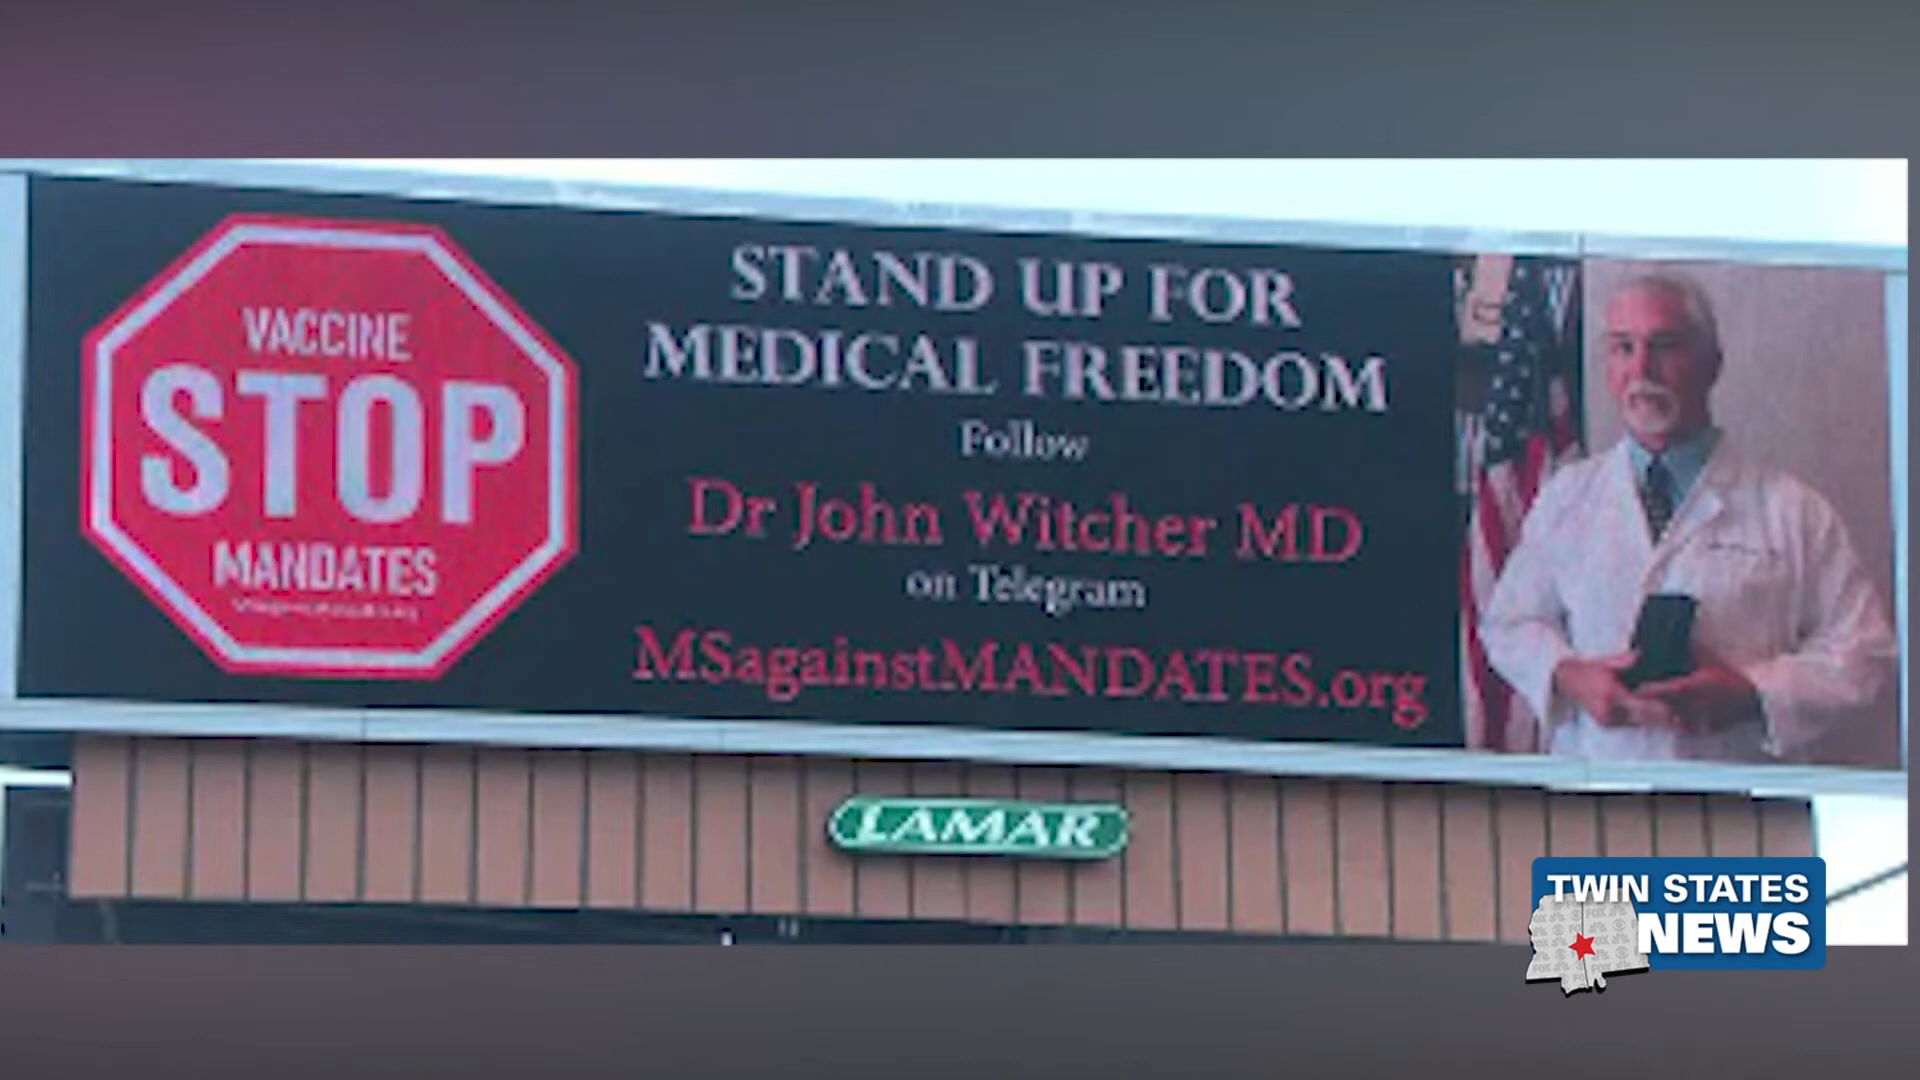 VACCINE
STOP
MANDATES
STAND UP FOR
MEDICAL FREEDOM
Follow
Dr John Witcher MD
on Telegram
MSagainstMANDATES.org
LAMAR
TWIN STATES
NEWS